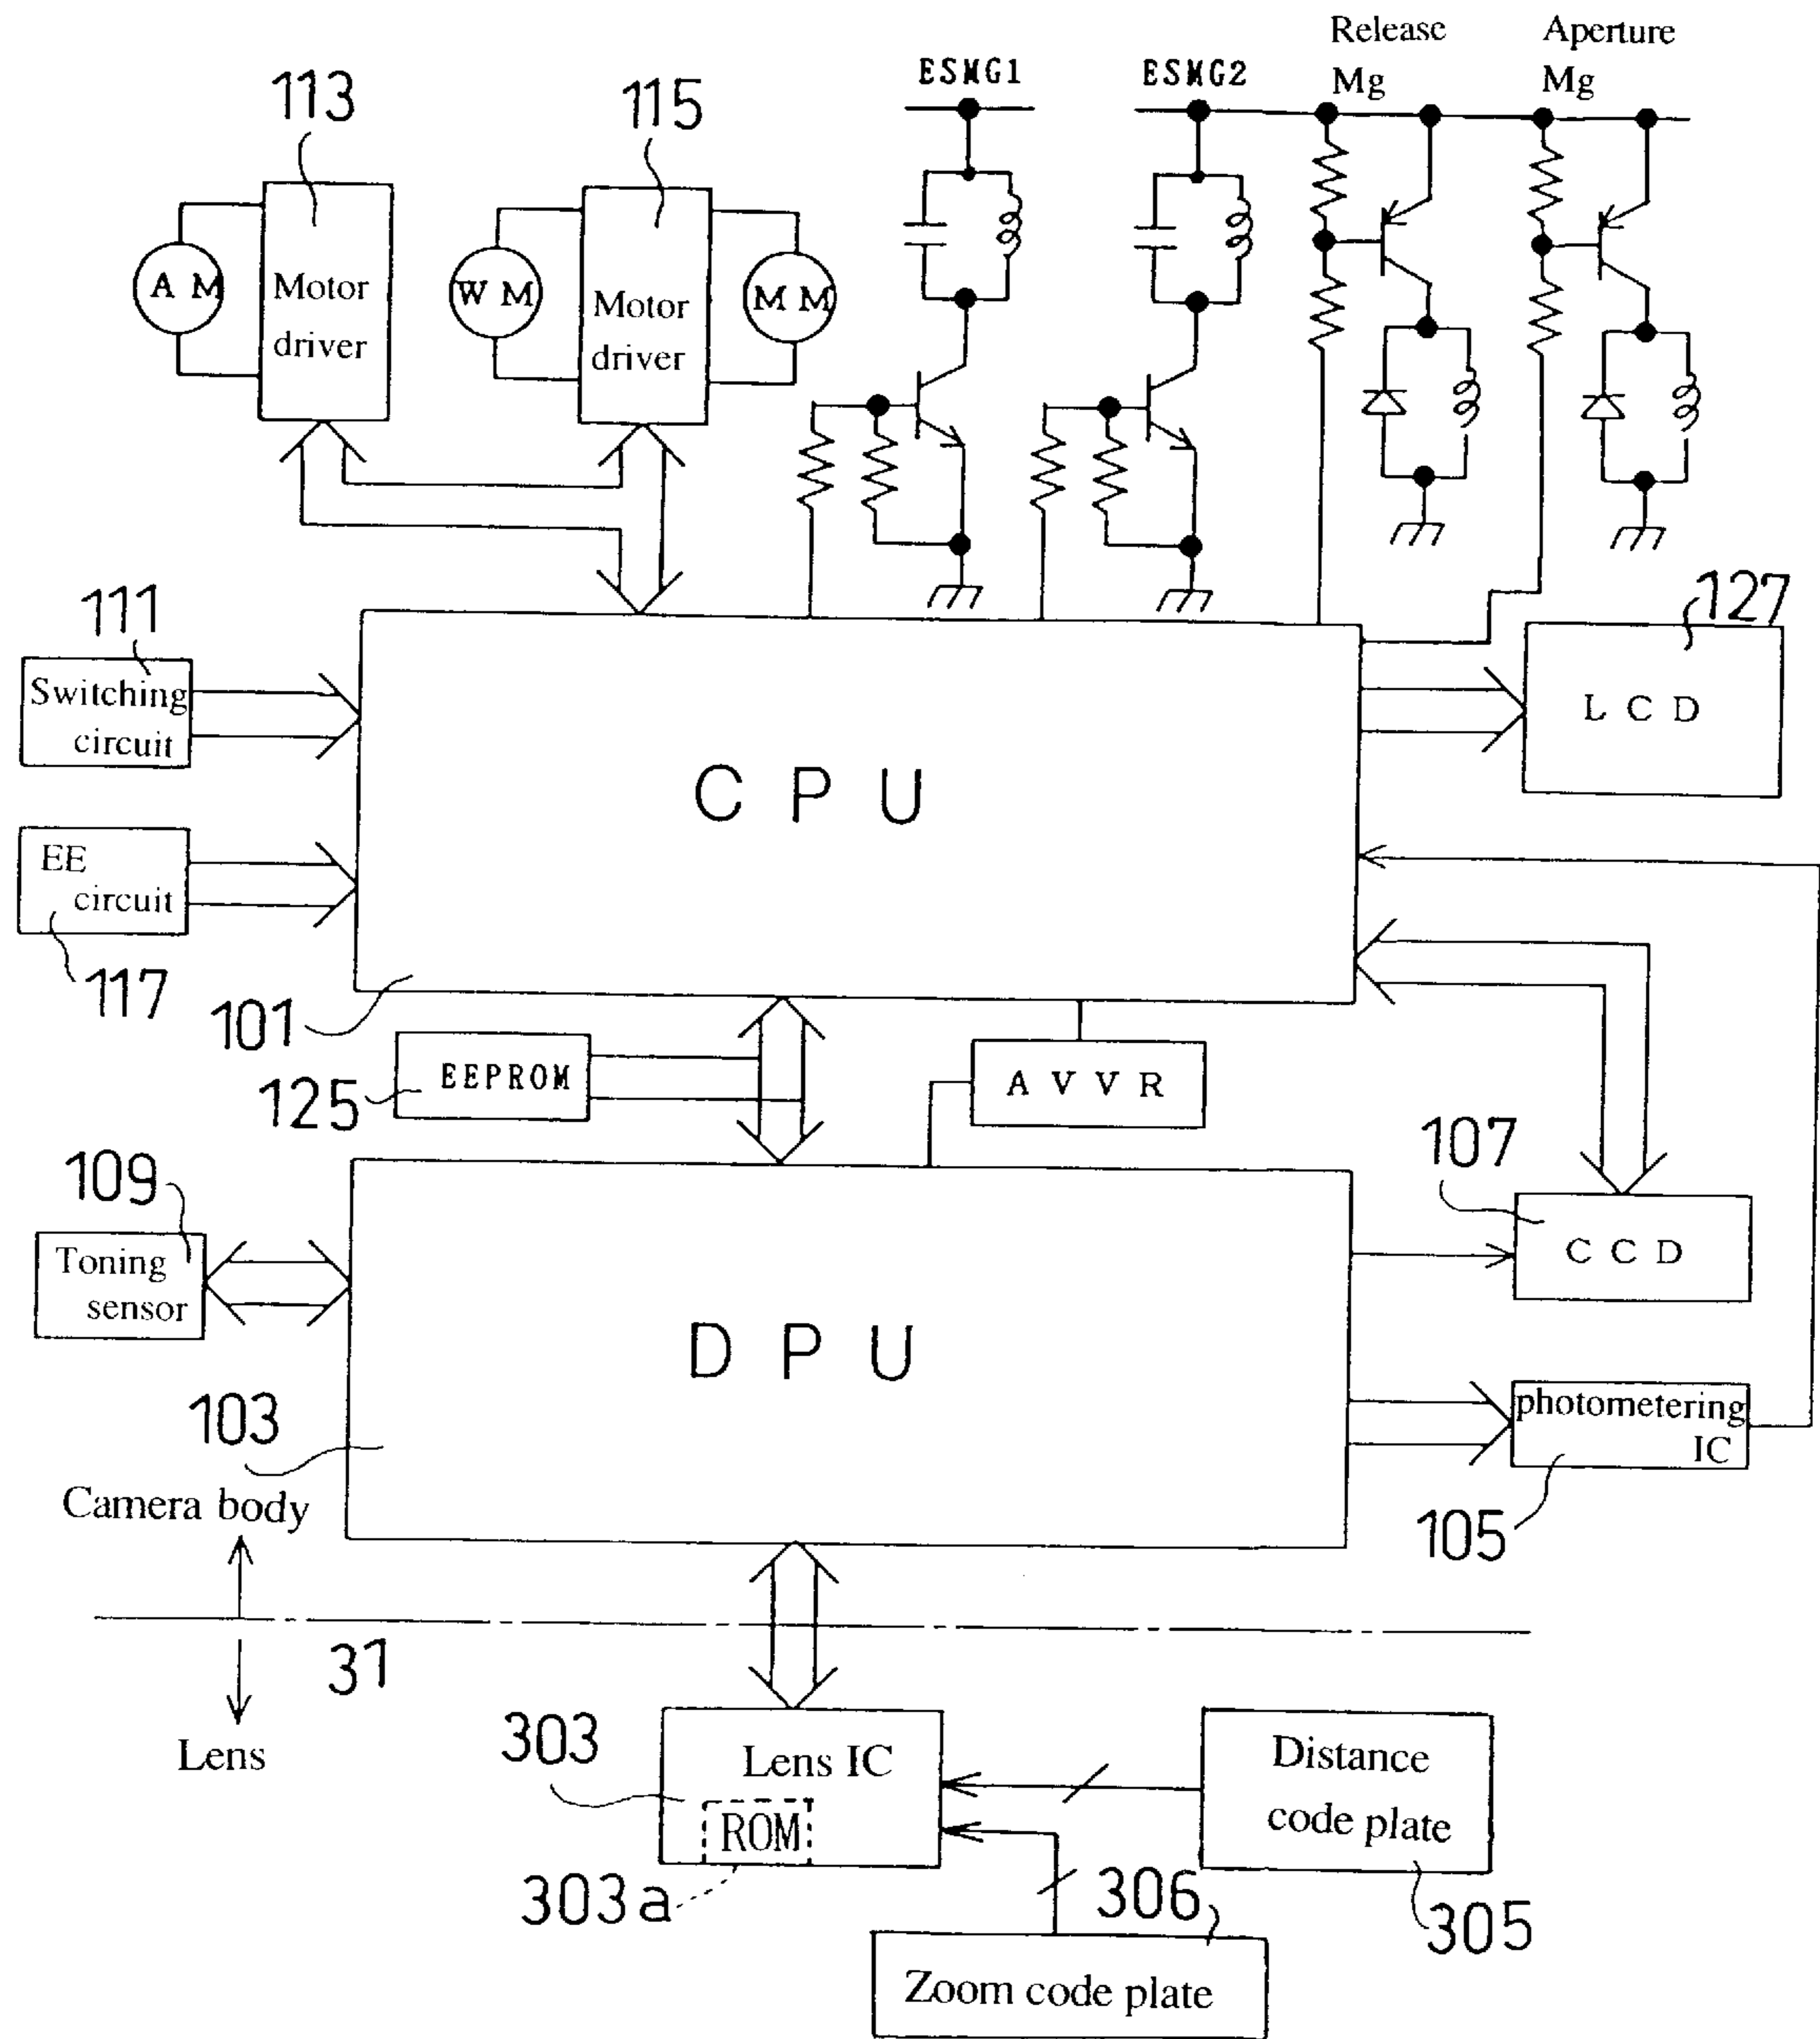 Release
Mg
Aperture
Mg
ESMG1
ESMG2
113
115
A M
Motor
driver
W M
Motor
driver
M M
111
Switching
circuit
127
L C D
C P U
EE
circuit
117
101
EEPROM
125
A V V R
107
C C D
109
Toning
sensor
D P U
103
photometering
IC
105
Camera body
31
Lens
303
Lens IC
ROM
303a
Distance
code plate
305
306
Zoom code plate